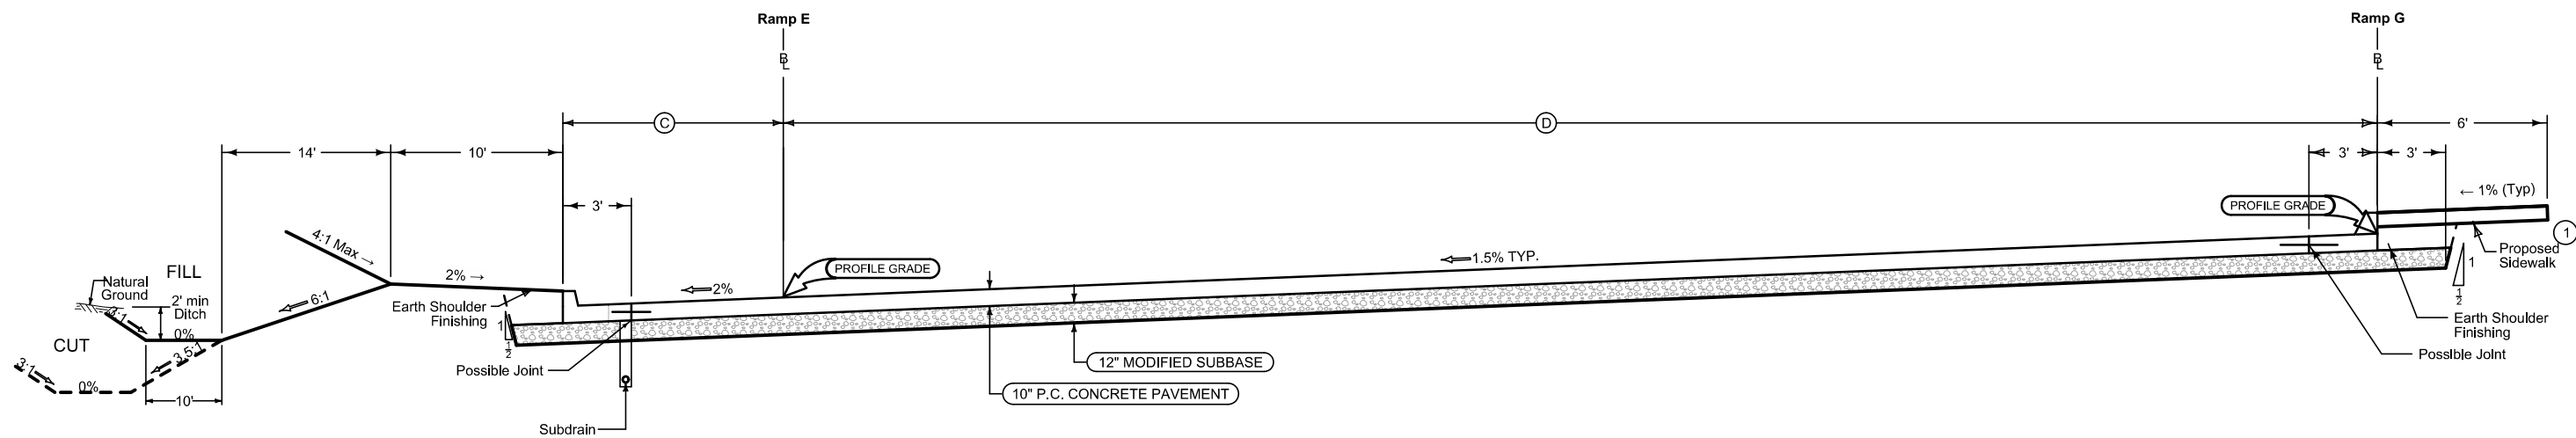 Ramp E
Ramp G
B
L
B
L
C
D
6'
14'
10'
3'
3'
3'
← 1% (Typ)
PROFILE GRADE
4:1 Max →
1.5% TYP.
Proposed
Sidewalk
1
1
FILL
Natural
Ground
2% →
PROFILE GRADE
2%
6:1
2' min
Ditch
Earth Shoulder
Finishing
1
1/2
1/2
3:1
0%
CUT
3.5:1
3:1
0%
10'
Earth Shoulder
Finishing
Possible Joint
Possible Joint
12" MODIFIED SUBBASE
10" P.C. CONCRETE PAVEMENT
Subdrain